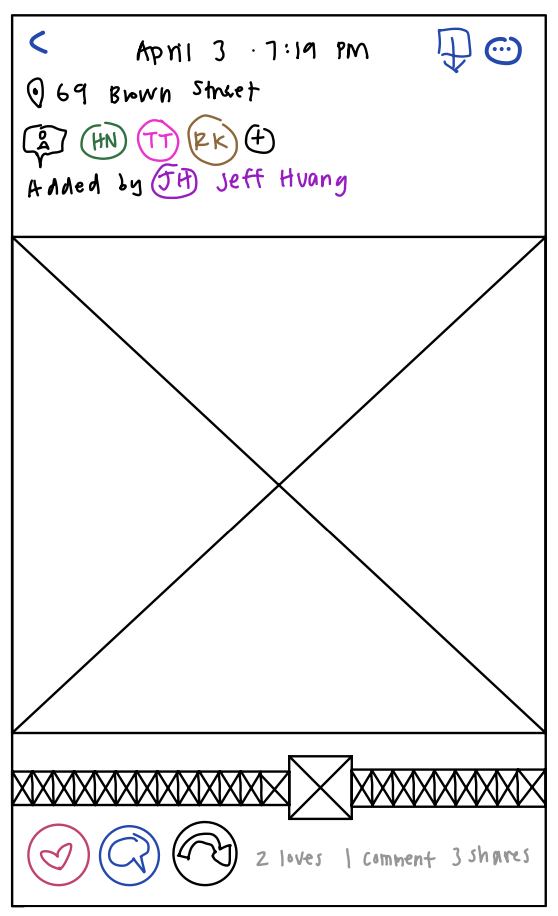 April 3 · 7:19 PM
69 Brown Street
HN TT RK +
Added by JH Jeff Huang
2 loves 1 comment 3 shares